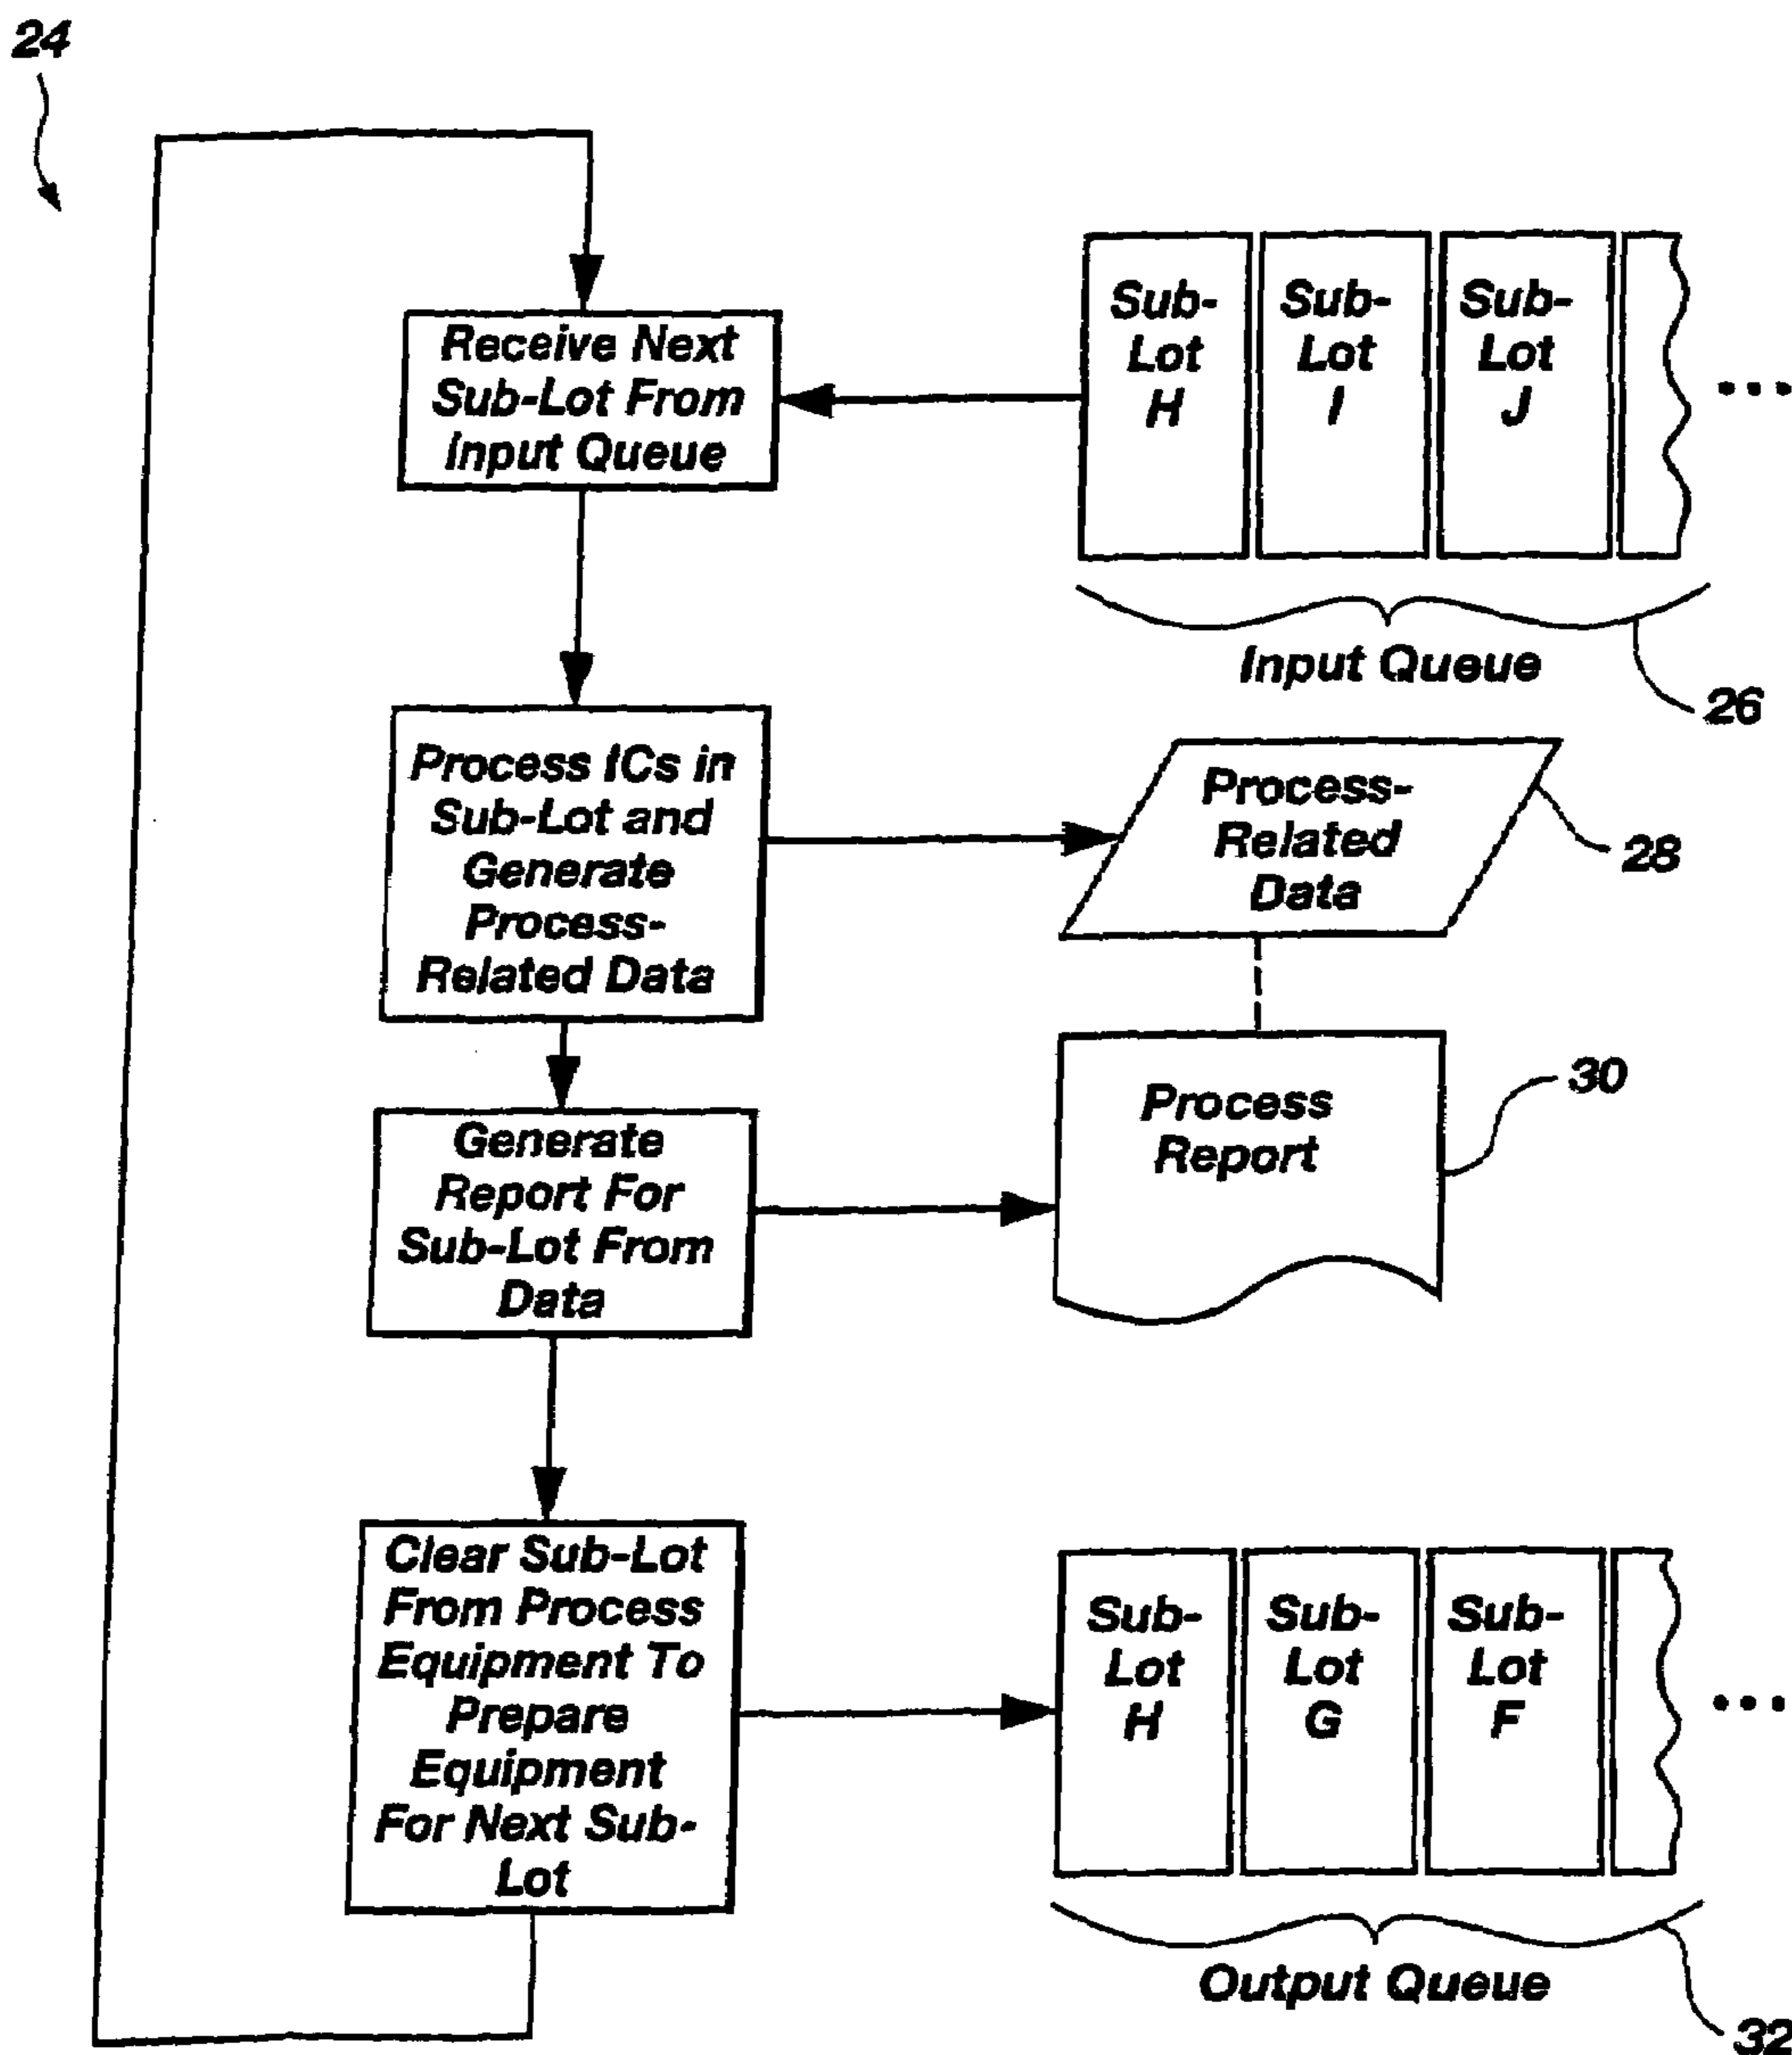 24
Receive Next
Sub-Lot From
Input Queue
Sub-
Lot
H
Sub-
Lot
I
Sub-
Lot
J
...
Input Queue
26
Process ICs in
Sub-Lot and
Generate
Process-
Related Data
Process-
Related
Data
28
Generate
Report For
Sub-Lot From
Data
Process
Report
30
Clear Sub-Lot
From Process
Equipment To
Prepare
Equipment
For Next Sub-
Lot
Sub-
Lot
H
Sub-
Lot
G
Sub-
Lot
F
...
Output Queue
32